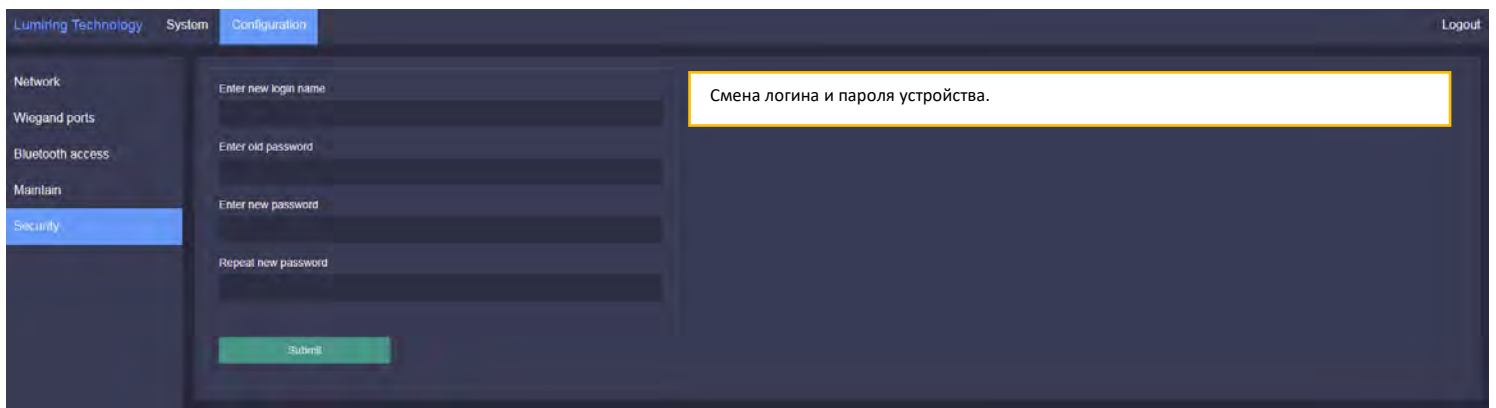 Lumiring Technology System Configuration Logout
Network
Wiegand ports
Bluetooth access
Maintain
Security
Enter new login name
Enter old password
Enter new password
Repeat new password
Submit
Смена логина и пароля устройства.